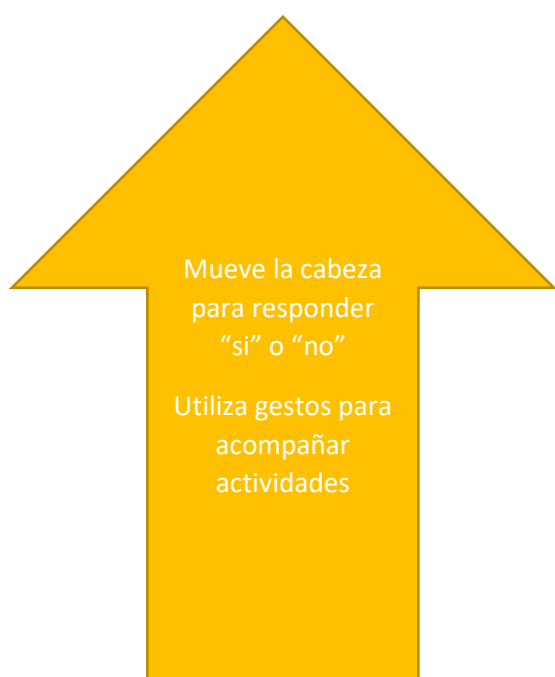 Mueve la cabeza
para responder
“si” o “no”
Utiliza gestos para
acompañar
actividades